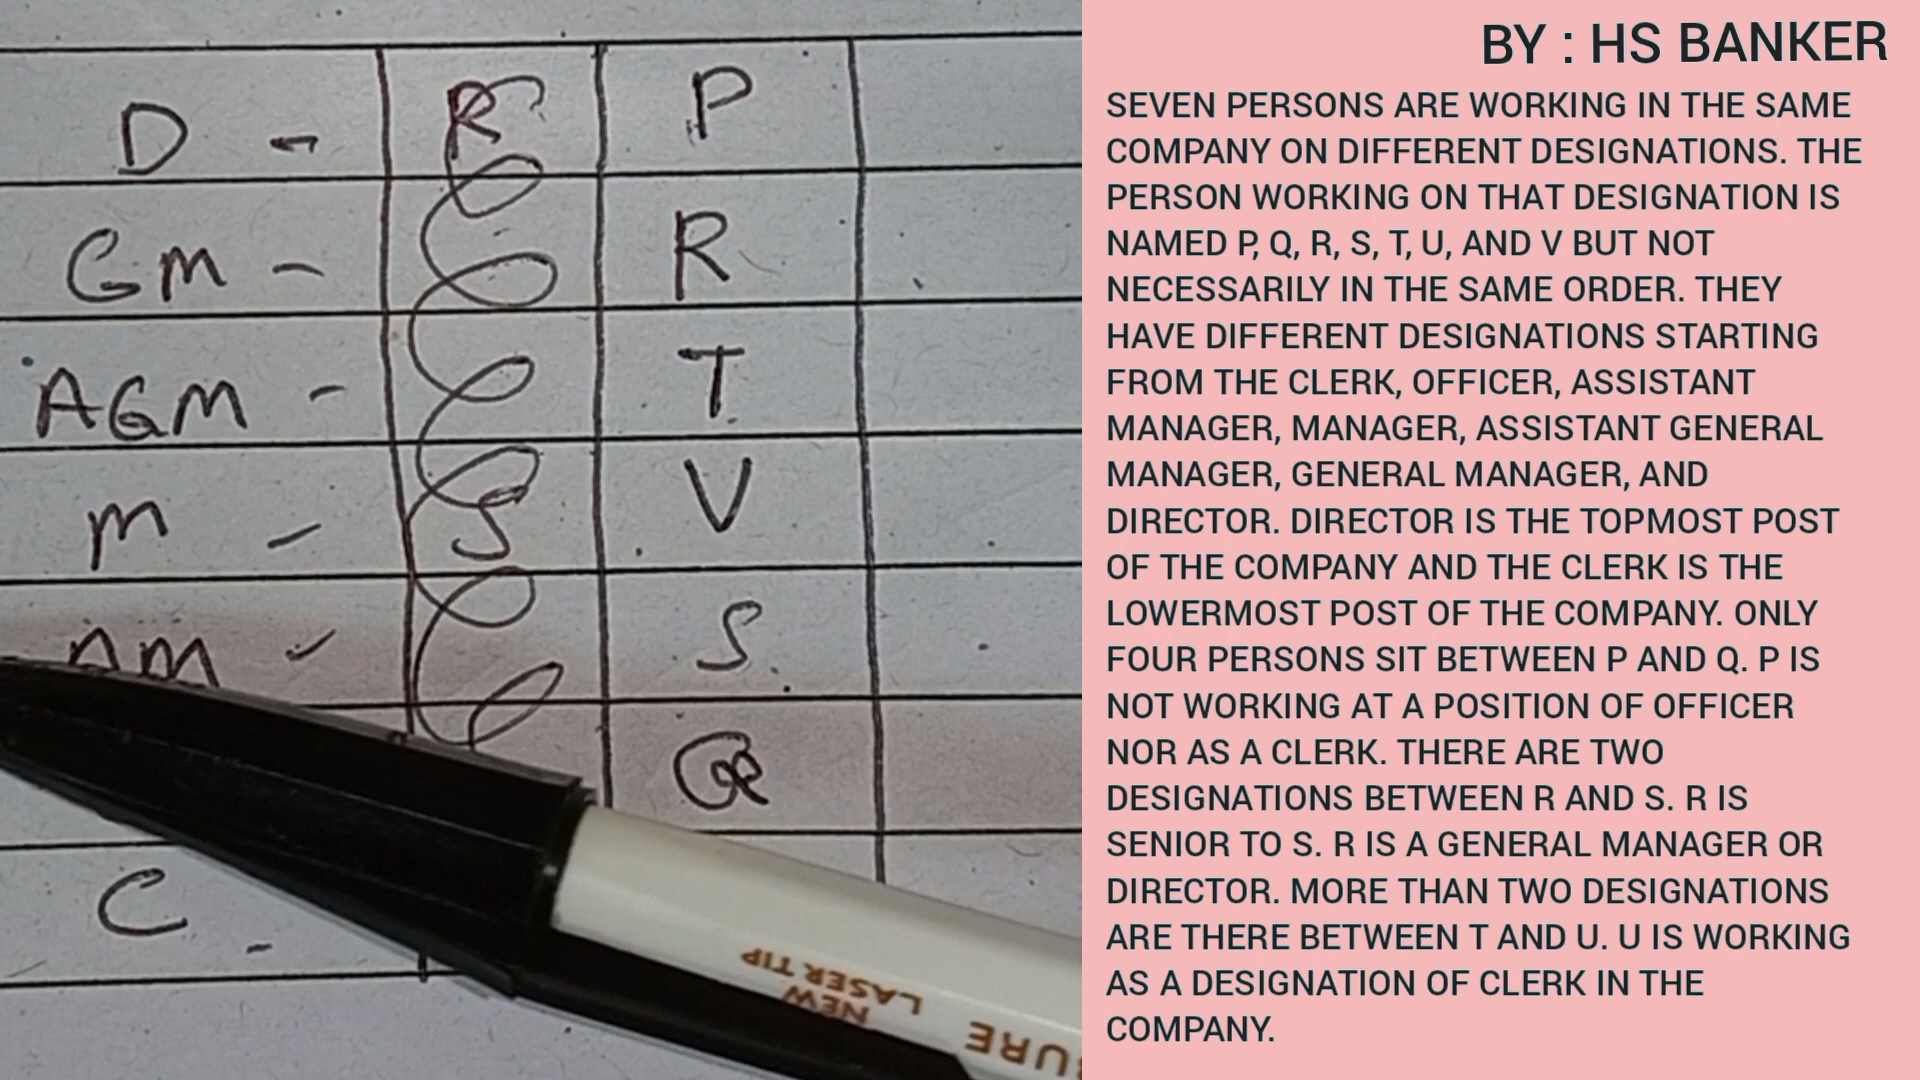 D - R P
GM - R
AGM - T
M - S V
AM - S
Q
C -
NEW
LASER TIP
BY : HS BANKER
SEVEN PERSONS ARE WORKING IN THE SAME
COMPANY ON DIFFERENT DESIGNATIONS. THE
PERSON WORKING ON THAT DESIGNATION IS
NAMED P, Q, R, S, T, U, AND V BUT NOT
NECESSARILY IN THE SAME ORDER. THEY
HAVE DIFFERENT DESIGNATIONS STARTING
FROM THE CLERK, OFFICER, ASSISTANT
MANAGER, MANAGER, ASSISTANT GENERAL
MANAGER, GENERAL MANAGER, AND
DIRECTOR. DIRECTOR IS THE TOPMOST POST
OF THE COMPANY AND THE CLERK IS THE
LOWERMOST POST OF THE COMPANY. ONLY
FOUR PERSONS SIT BETWEEN P AND Q. P IS
NOT WORKING AT A POSITION OF OFFICER
NOR AS A CLERK. THERE ARE TWO
DESIGNATIONS BETWEEN R AND S. R IS
SENIOR TO S. R IS A GENERAL MANAGER OR
DIRECTOR. MORE THAN TWO DESIGNATIONS
ARE THERE BETWEEN T AND U. U IS WORKING
AS A DESIGNATION OF CLERK IN THE
COMPANY.